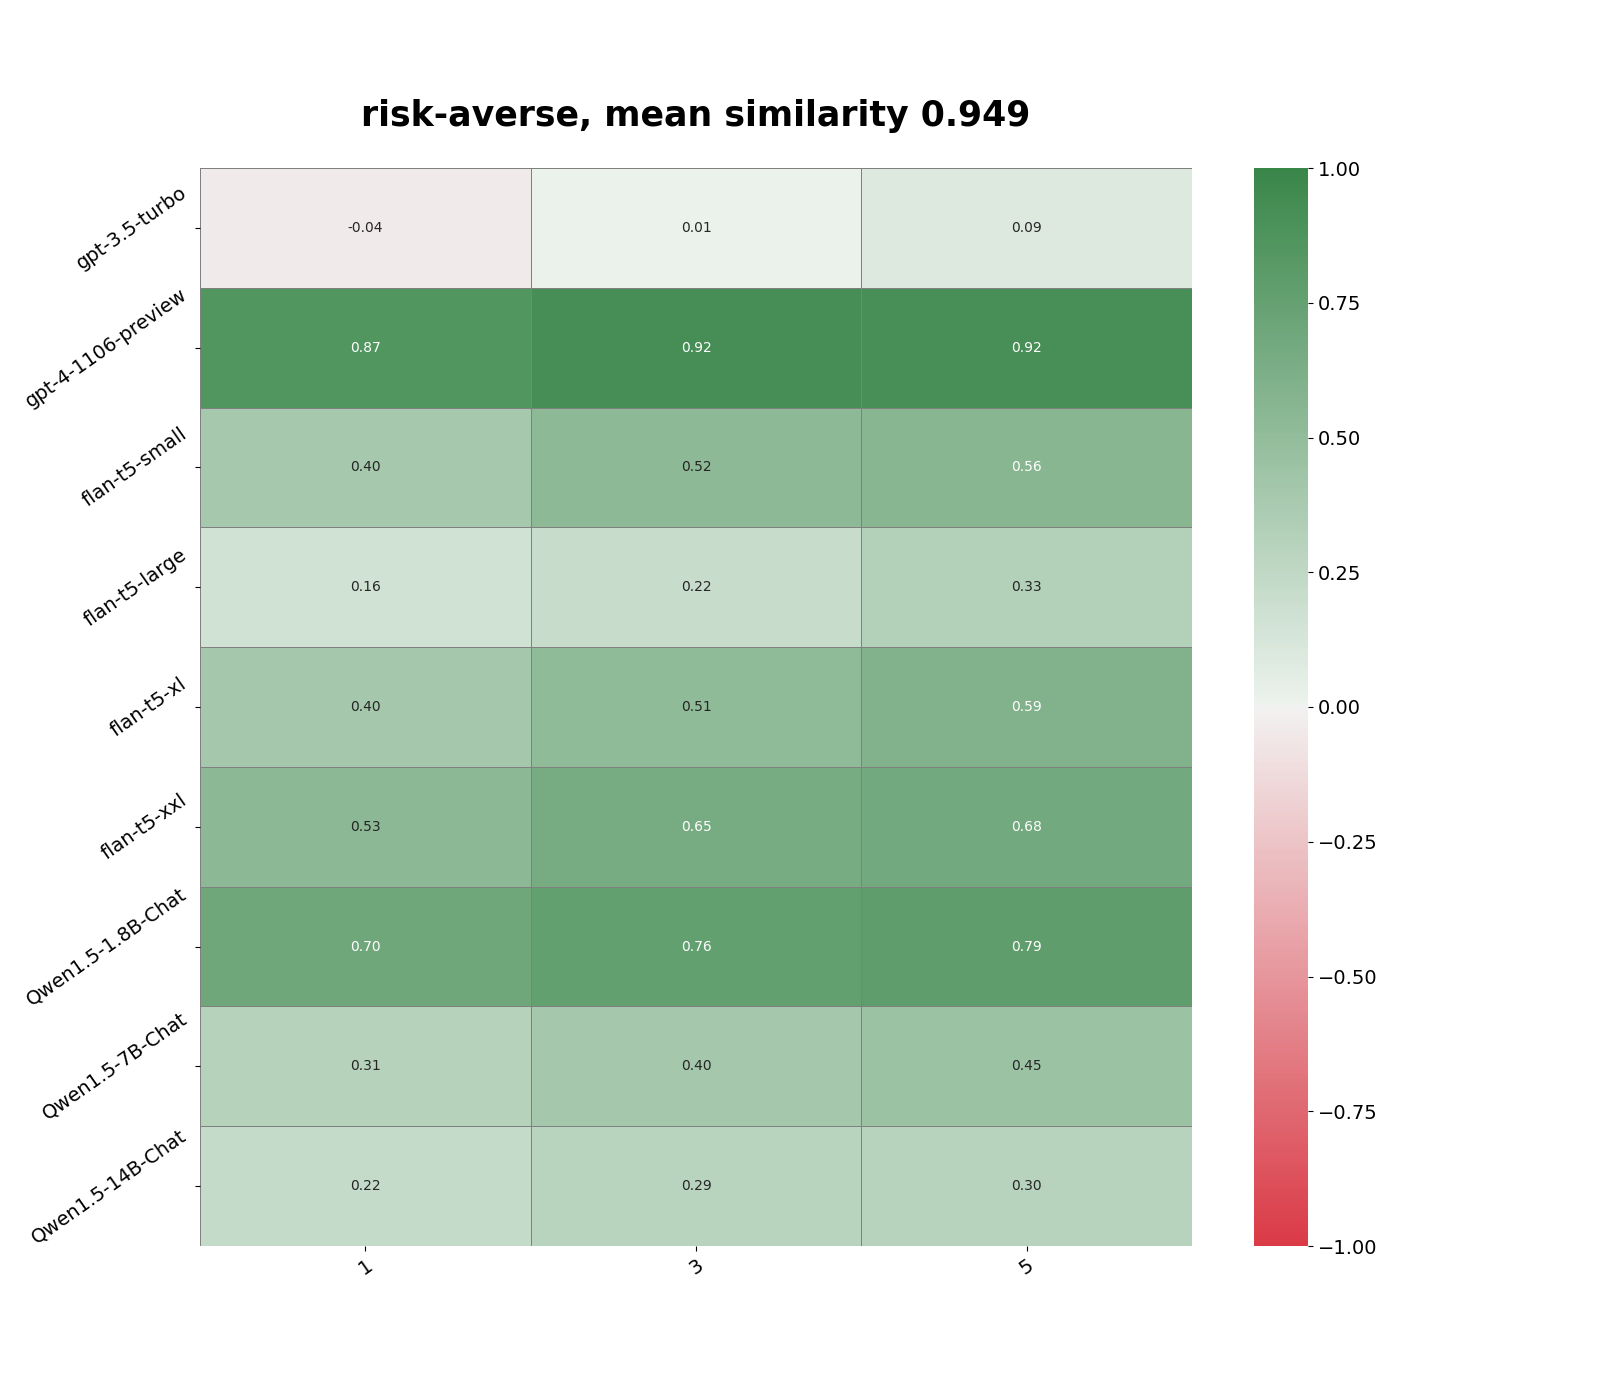 risk-averse, mean similarity 0.949
gpt-3.5-turbo -0.04 0.01 0.09
gpt-4-1106-preview 0.87 0.92 0.92
flan-t5-small 0.40 0.52 0.56
flan-t5-large 0.16 0.22 0.33
flan-t5-xl 0.40 0.51 0.59
flan-t5-xxl 0.53 0.65 0.68
Qwen1.5-1.8B-Chat 0.70 0.76 0.79
Qwen1.5-7B-Chat 0.31 0.40 0.45
Qwen1.5-14B-Chat 0.22 0.29 0.30
1 3 5
1.00
0.75
0.50
0.25
0.00
−0.25
−0.50
−0.75
−1.00